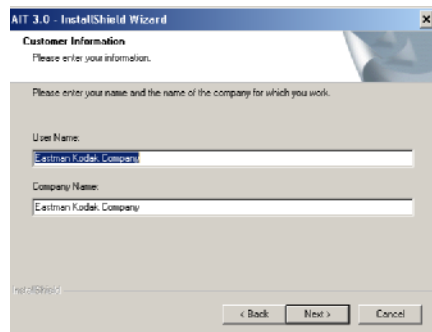 AIT 3.0 - InstallShield Wizard
Customer Information
Please enter your information.
Please enter your name and the name of the company for which you work.
User Name:
Eastman Kodak Company
Company Name:
Eastman Kodak Company
InstallShield
< Back
Next >
Cancel